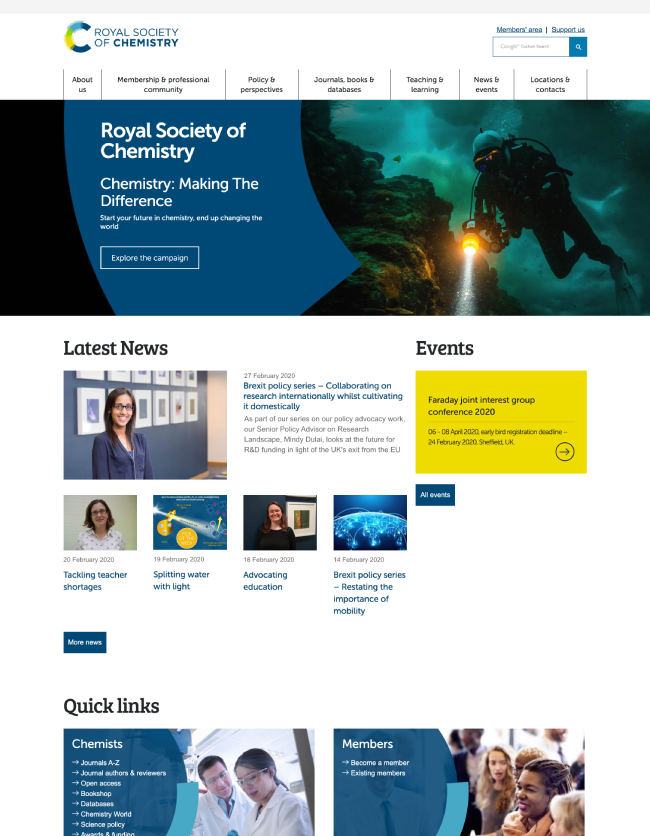 ROYAL SOCIETY
OF CHEMISTRY
Members' area | Support us
About
us
Membership & professional
community
Policy &
perspectives
Journals, books &
databases
Teaching &
learning
News &
events
Locations &
contacts
Royal Society of
Chemistry
Chemistry: Making The
Difference
Start your future in chemistry, end up changing the
world
Explore the campaign
Latest News
27 February 2020
Brexit policy series – Collaborating on
research internationally whilst cultivating
it domestically
As part of our series on our policy advocacy work,
our Senior Policy Advisor on Research
Landscape, Mindy Dulai, looks at the future for
R&D funding in light of the UK's exit from the EU
20 February 2020
Tackling teacher
shortages
19 February 2020
Splitting water
with light
18 February 2020
Advocating
education
14 February 2020
Brexit policy series
– Restating the
importance of
mobility
More news
Events
Faraday joint interest group
conference 2020
06 - 08 April 2020, early bird registration deadline –
24 February 2020, Sheffield, UK
All events
Quick links
Chemists
Journals A-Z
Journal authors & reviewers
Open access
Bookshop
Databases
Chemistry World
Science policy
Awards & funding
Members
Become a member
Existing members